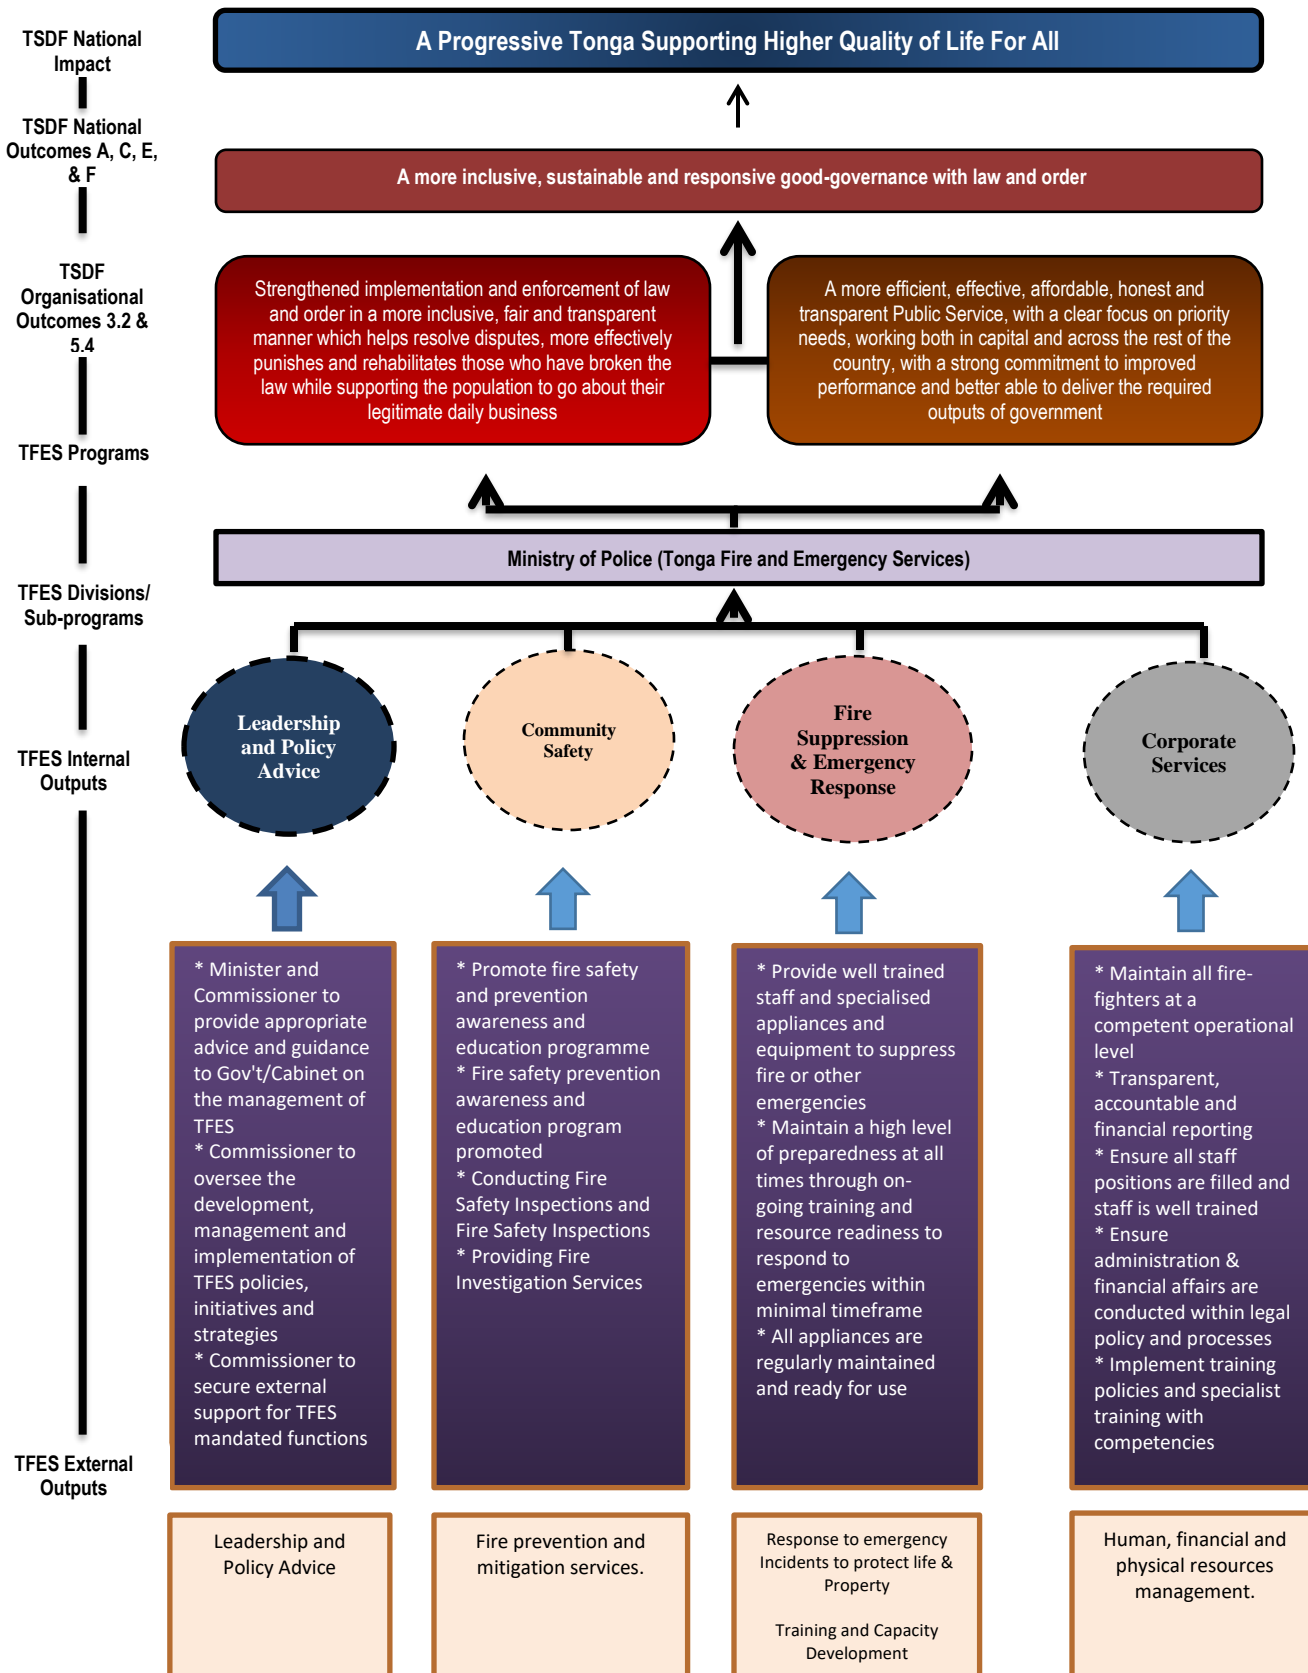 TSDF National
Impact
A Progressive Tonga Supporting Higher Quality of Life For All
TSDF National
Outcomes A, C, E,
& F
A more inclusive, sustainable and responsive good-governance with law and order
TSDF
Organisational
Outcomes 3.2 &
5.4
Strengthened implementation and enforcement of law
and order in a more inclusive, fair and transparent
manner which helps resolve disputes, more effectively
punishes and rehabilitates those who have broken the
law while supporting the population to go about their
legitimate daily business
A more efficient, effective, affordable, honest and
transparent Public Service, with a clear focus on priority
needs, working both in capital and across the rest of the
country, with a strong commitment to improved
performance and better able to deliver the required
outputs of government
TFES Programs
Ministry of Police (Tonga Fire and Emergency Services)
TFES Divisions/
Sub-programs
Leadership
and Policy
Advice
Community
Safety
Fire
Suppression
& Emergency
Response
Corporate
Services
TFES Internal
Outputs
* Minister and
Commissioner to
provide appropriate
advice and guidance
to Gov't/Cabinet on
the management of
TFES
* Commissioner to
oversee the
development,
management and
implementation of
TFES policies,
initiatives and
strategies
* Commissioner to
secure external
support for TFES
mandated functions
* Promote fire safety
and prevention
awareness and
education programme
* Fire safety prevention
awareness and
education program
promoted
* Conducting Fire
Safety Inspections and
Fire Safety Inspections
* Providing Fire
Investigation Services
* Provide well trained
staff and specialised
appliances and
equipment to suppress
fire or other
emergencies
* Maintain a high level
of preparedness at all
times through on-
going training and
resource readiness to
respond to
emergencies within
minimal timeframe
* All appliances are
regularly maintained
and ready for use
* Maintain all fire-
fighters at a
competent operational
level
* Transparent,
accountable and
financial reporting
* Ensure all staff
positions are filled and
staff is well trained
* Ensure
administration &
financial affairs are
conducted within legal
policy and processes
* Implement training
policies and specialist
training with
competencies
TFES External
Outputs
Leadership and
Policy Advice
Fire prevention and
mitigation services.
Response to emergency
Incidents to protect life &
Property
Training and Capacity
Development
Human, financial and
physical resources
management.